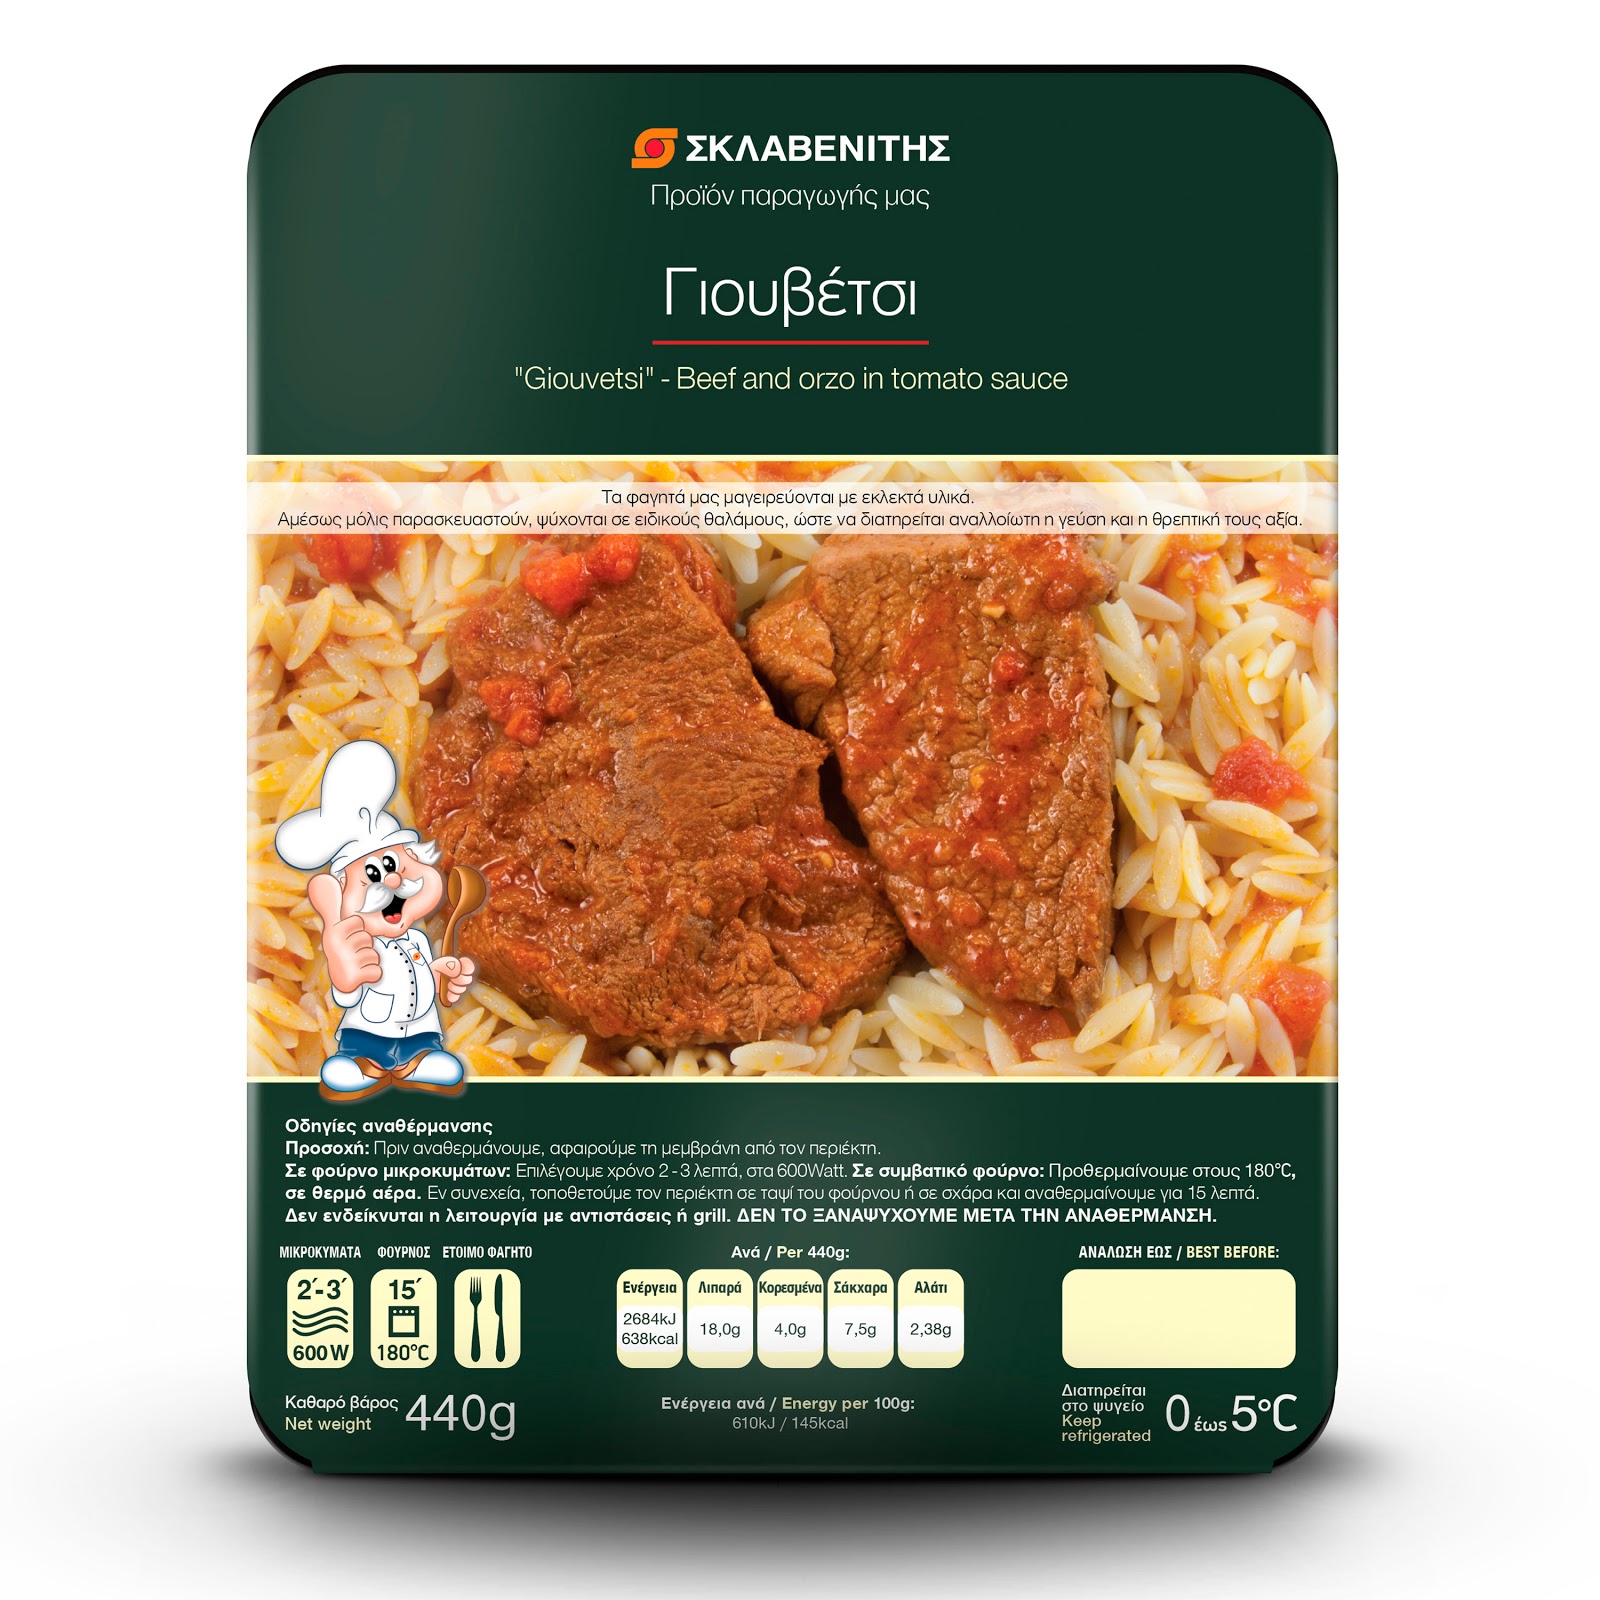 ΣΚΛΑΒΕΝΙΤΗΣ
Προϊόν παραγωγής μας
Γιουβέτσι
"Giouvetsi" - Beef and orzo in tomato sauce
Τα φαγητά μας μαγειρεύονται με εκλεκτά υλικά.
Αμέσως μόλις παρασκευαστούν, ψύχονται σε ειδικούς θαλάμους, ώστε να διατηρείται αναλλοίωτη η γεύση και η θρεπτική τους αξία.
Οδηγίες αναθέρμανσης
Προσοχή: Πριν αναθερμάνουμε, αφαιρούμε τη μεμβράνη από τον περιέκτη.
Σε φούρνο μικροκυμάτων: Επιλέγουμε χρόνο 2 - 3 λεπτά, στα 600Watt. Σε συμβατικό φούρνο: Προθερμαίνουμε στους 180°C,
σε θερμό αέρα. Εν συνεχεία, τοποθετούμε τον περιέκτη σε ταψί του φούρνου ή σε σχάρα και αναθερμαίνουμε για 15 λεπτά.
Δεν ενδείκνυται η λειτουργία με αντιστάσεις ή grill. ΔΕΝ ΤΟ ΞΑΝΑΨΥΧΟΥΜΕ ΜΕΤΑ ΤΗΝ ΑΝΑΘΕΡΜΑΝΣΗ.
ΜΙΚΡΟΚΥΜΑΤΑ ΦΟΥΡΝΟΣ ΕΤΟΙΜΟ ΦΑΓΗΤΟ
2΄-3΄ 15΄
600 W 180°C
Ανά / Per 440g:
Ενέργεια Λιπαρά Κορεσμένα Σάκχαρα Αλάτι
2684kJ
638kcal 18,0g 4,0g 7,5g 2,38g
ΑΝΑΛΩΣΗ ΕΩΣ / BEST BEFORE:
Καθαρό βάρος
Net weight
440g
Ενέργεια ανά / Energy per 100g:
610kJ / 145kcal
Διατηρείται
στο ψυγείο
Keep
refrigerated
0 έως 5°C